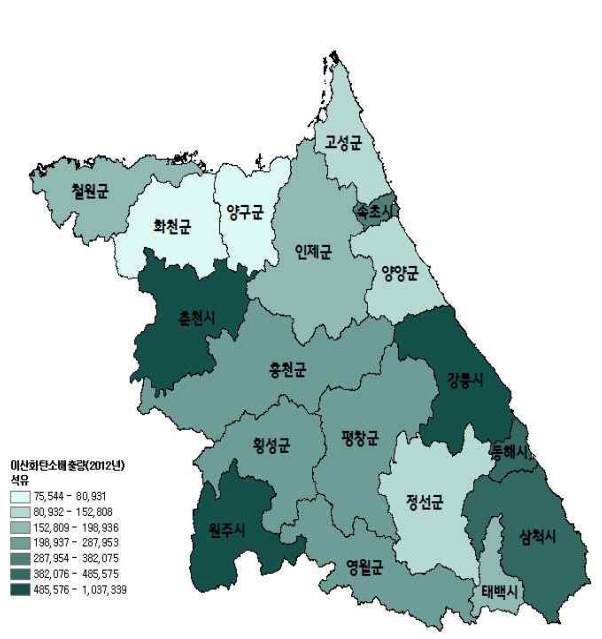 고성군
철원군
속초시
화천군
양구군
인제군
양양군
춘천시
홍천군
강릉시
횡성군
평창군
동해시
정선군
원주시
삼척시
영월군
태백시
이산화탄소배출량(2012년)
석유
75,544 - 80,931
80,932 - 152,808
152,809 - 198,936
198,937 - 287,953
287,954 - 382,075
382,076 - 485,575
485,576 - 1,037,339